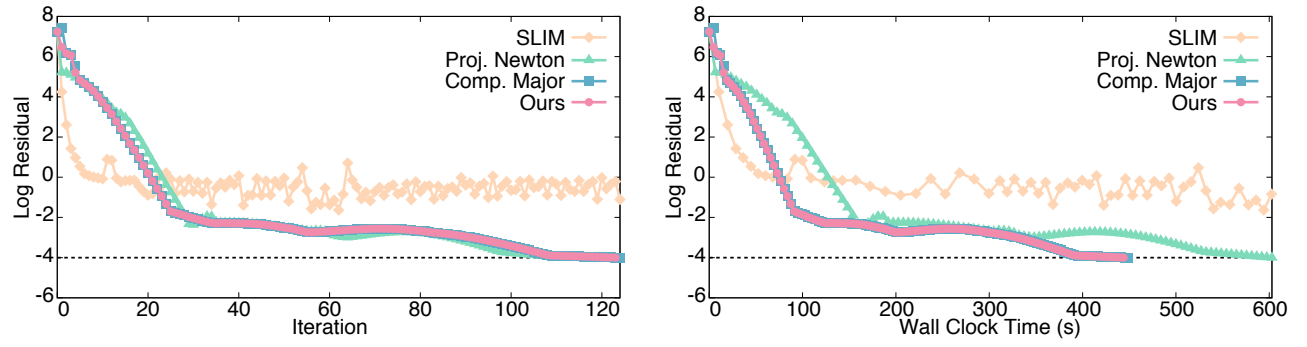 8
6
4
2
0
-2
-4
-6
Log Residual
SLIM
Proj. Newton
Comp. Major
Ours
0 20 40 60 80 100 120
Iteration
8
6
4
2
0
-2
-4
-6
Log Residual
SLIM
Proj. Newton
Comp. Major
Ours
0 100 200 300 400 500 600
Wall Clock Time (s)